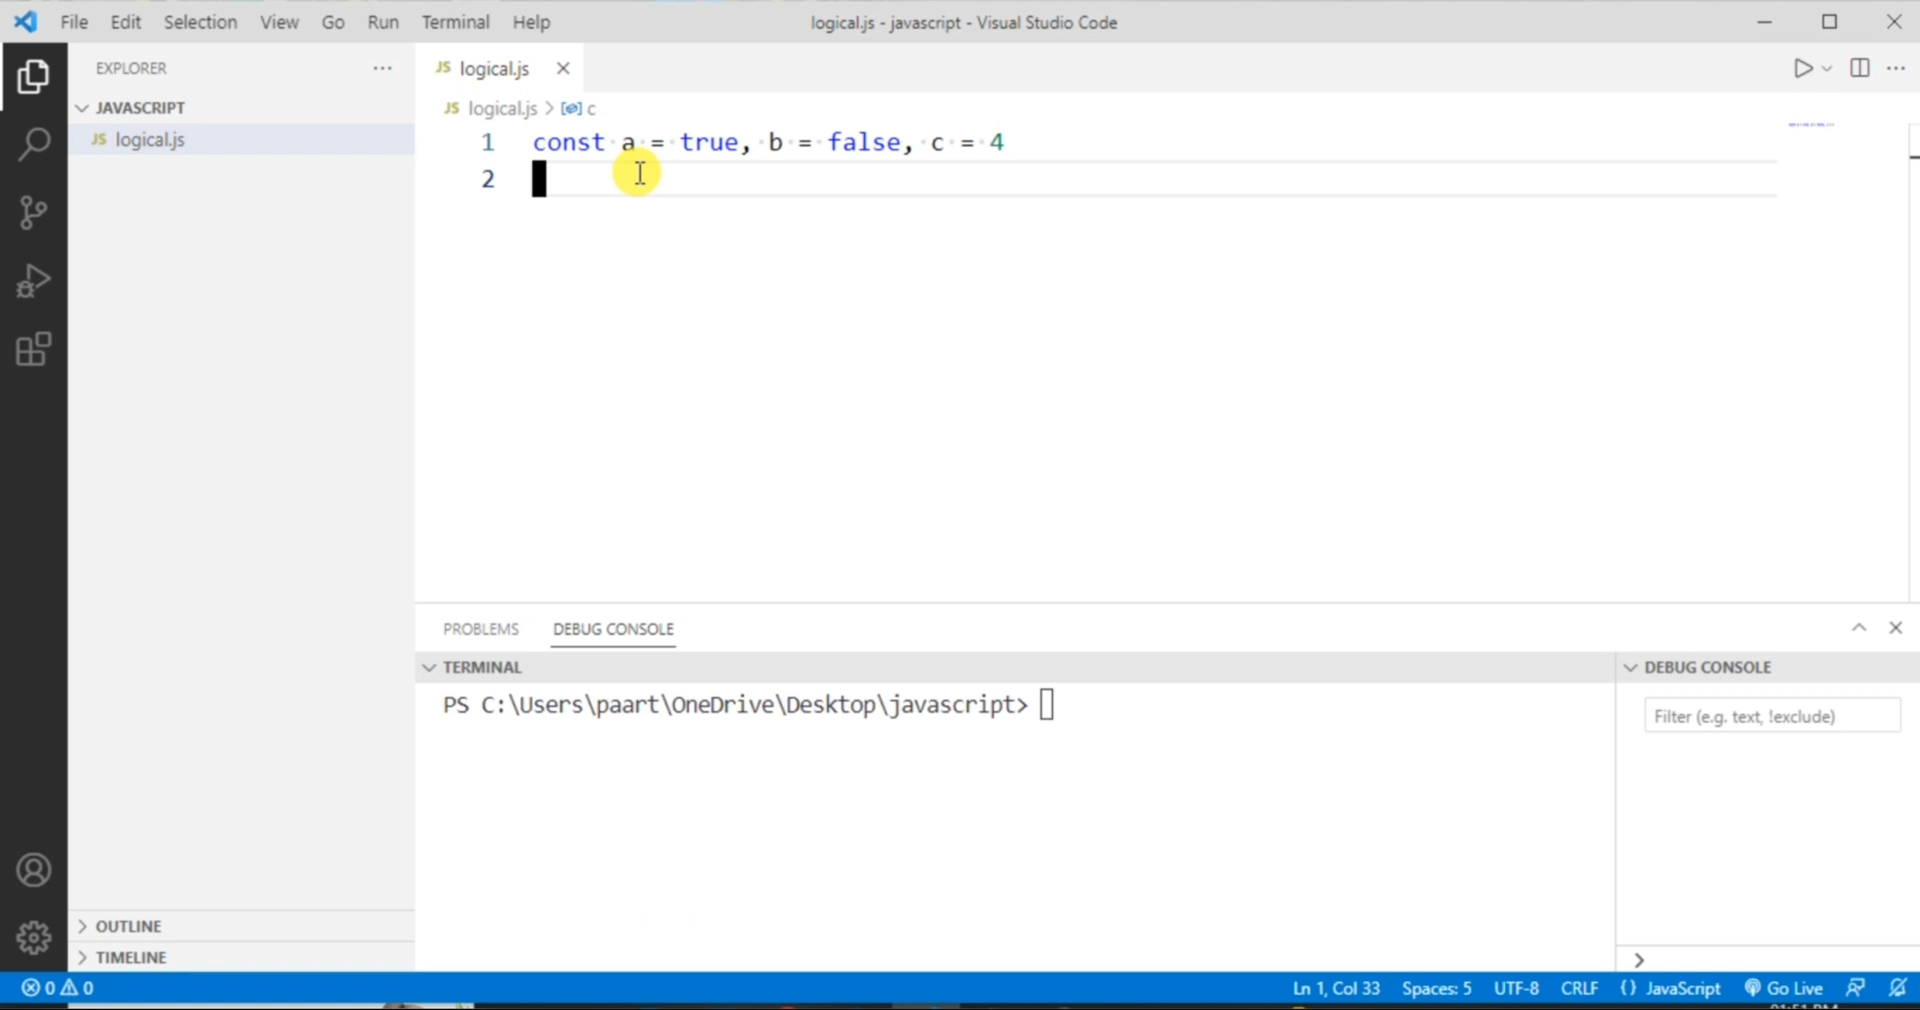 File Edit Selection View Go Run Terminal Help
logical.js - javascript - Visual Studio Code
EXPLORER
JS logical.js
JAVASCRIPT
JS logical.js > c
JS logical.js
1 const a = true, b = false, c = 4
2
PROBLEMS DEBUG CONSOLE
TERMINAL
DEBUG CONSOLE
PS C:\Users\paart\OneDrive\Desktop\javascript>
Filter (e.g. text, !exclude)
OUTLINE
TIMELINE
0 0
Ln 1, Col 33 Spaces: 5 UTF-8 CRLF {} JavaScript Go Live